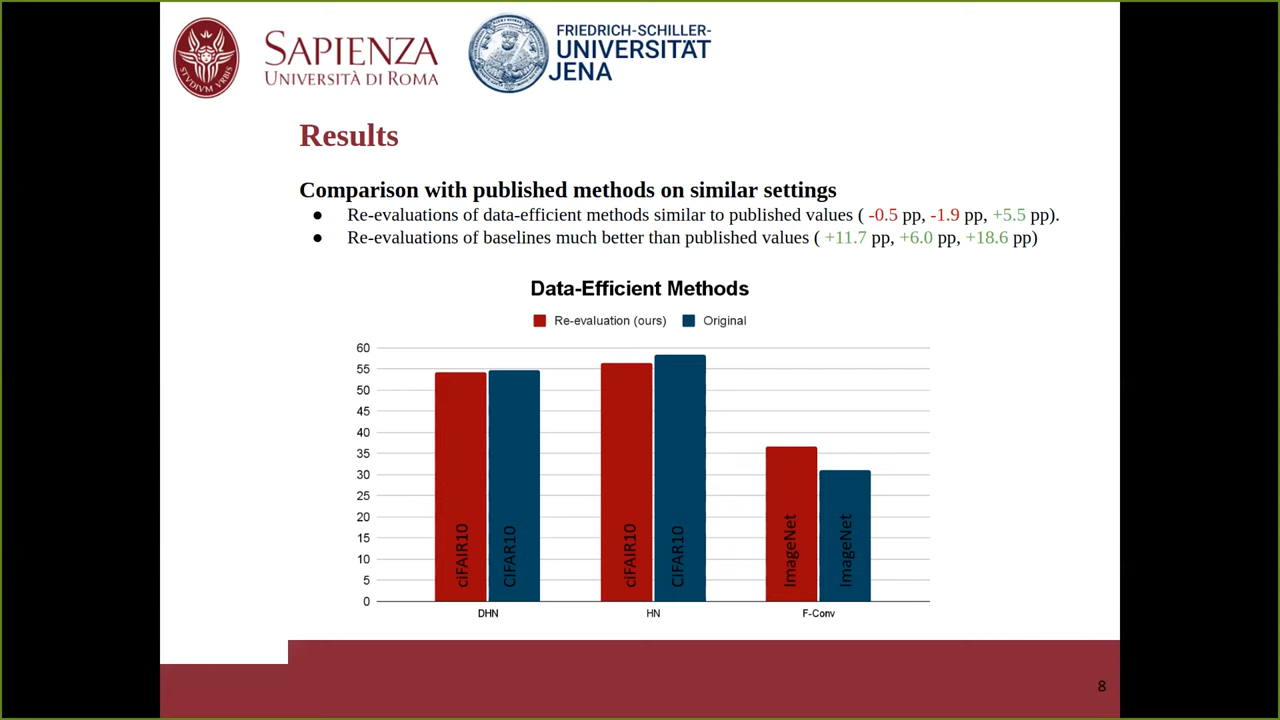 STVDIVM VRBIS
SAPIENZA
UNIVERSITÀ DI ROMA
FRIEDRICH-SCHILLER-
UNIVERSITÄT
JENA
Results
Comparison with published methods on similar settings
● Re-evaluations of data-efficient methods similar to published values ( -0.5 pp, -1.9 pp, +5.5 pp).
● Re-evaluations of baselines much better than published values ( +11.7 pp, +6.0 pp, +18.6 pp)
Data-Efficient Methods
Re-evaluation (ours) Original
60
55
50
45
40
35
30
25
20
15
10
5
0
ciFAIR10 CIFAR10 ciFAIR10 CIFAR10 ImageNet ImageNet
DHN HN F-Conv
8